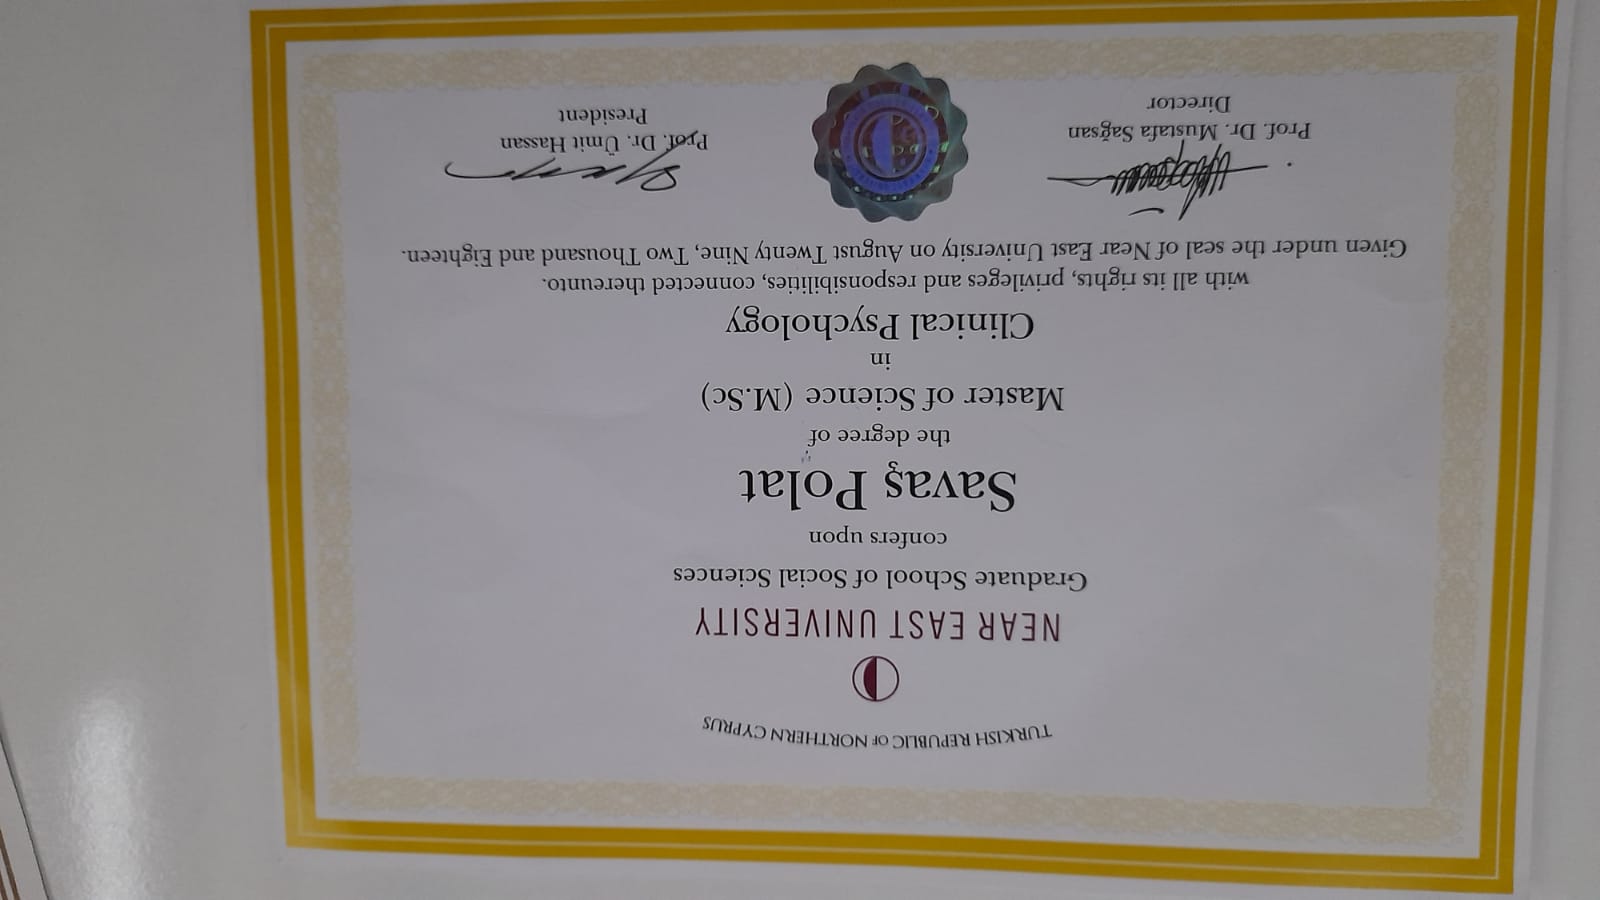 TURKISH REPUBLIC OF NORTHERN CYPRUS
NEAR EAST UNIVERSITY
Graduate School of Social Sciences
confers upon
Savaş Polat
the degree of
Master of Science (M.Sc)
in
Clinical Psychology
with all its rights, privileges and responsibilities, connected thereunto.
Given under the seal of Near East University on August Twenty Nine, Two Thousand and Eighteen.
Prof. Dr. Mustafa Sağsan
Director
Prof. Dr. Ümit Hassan
President